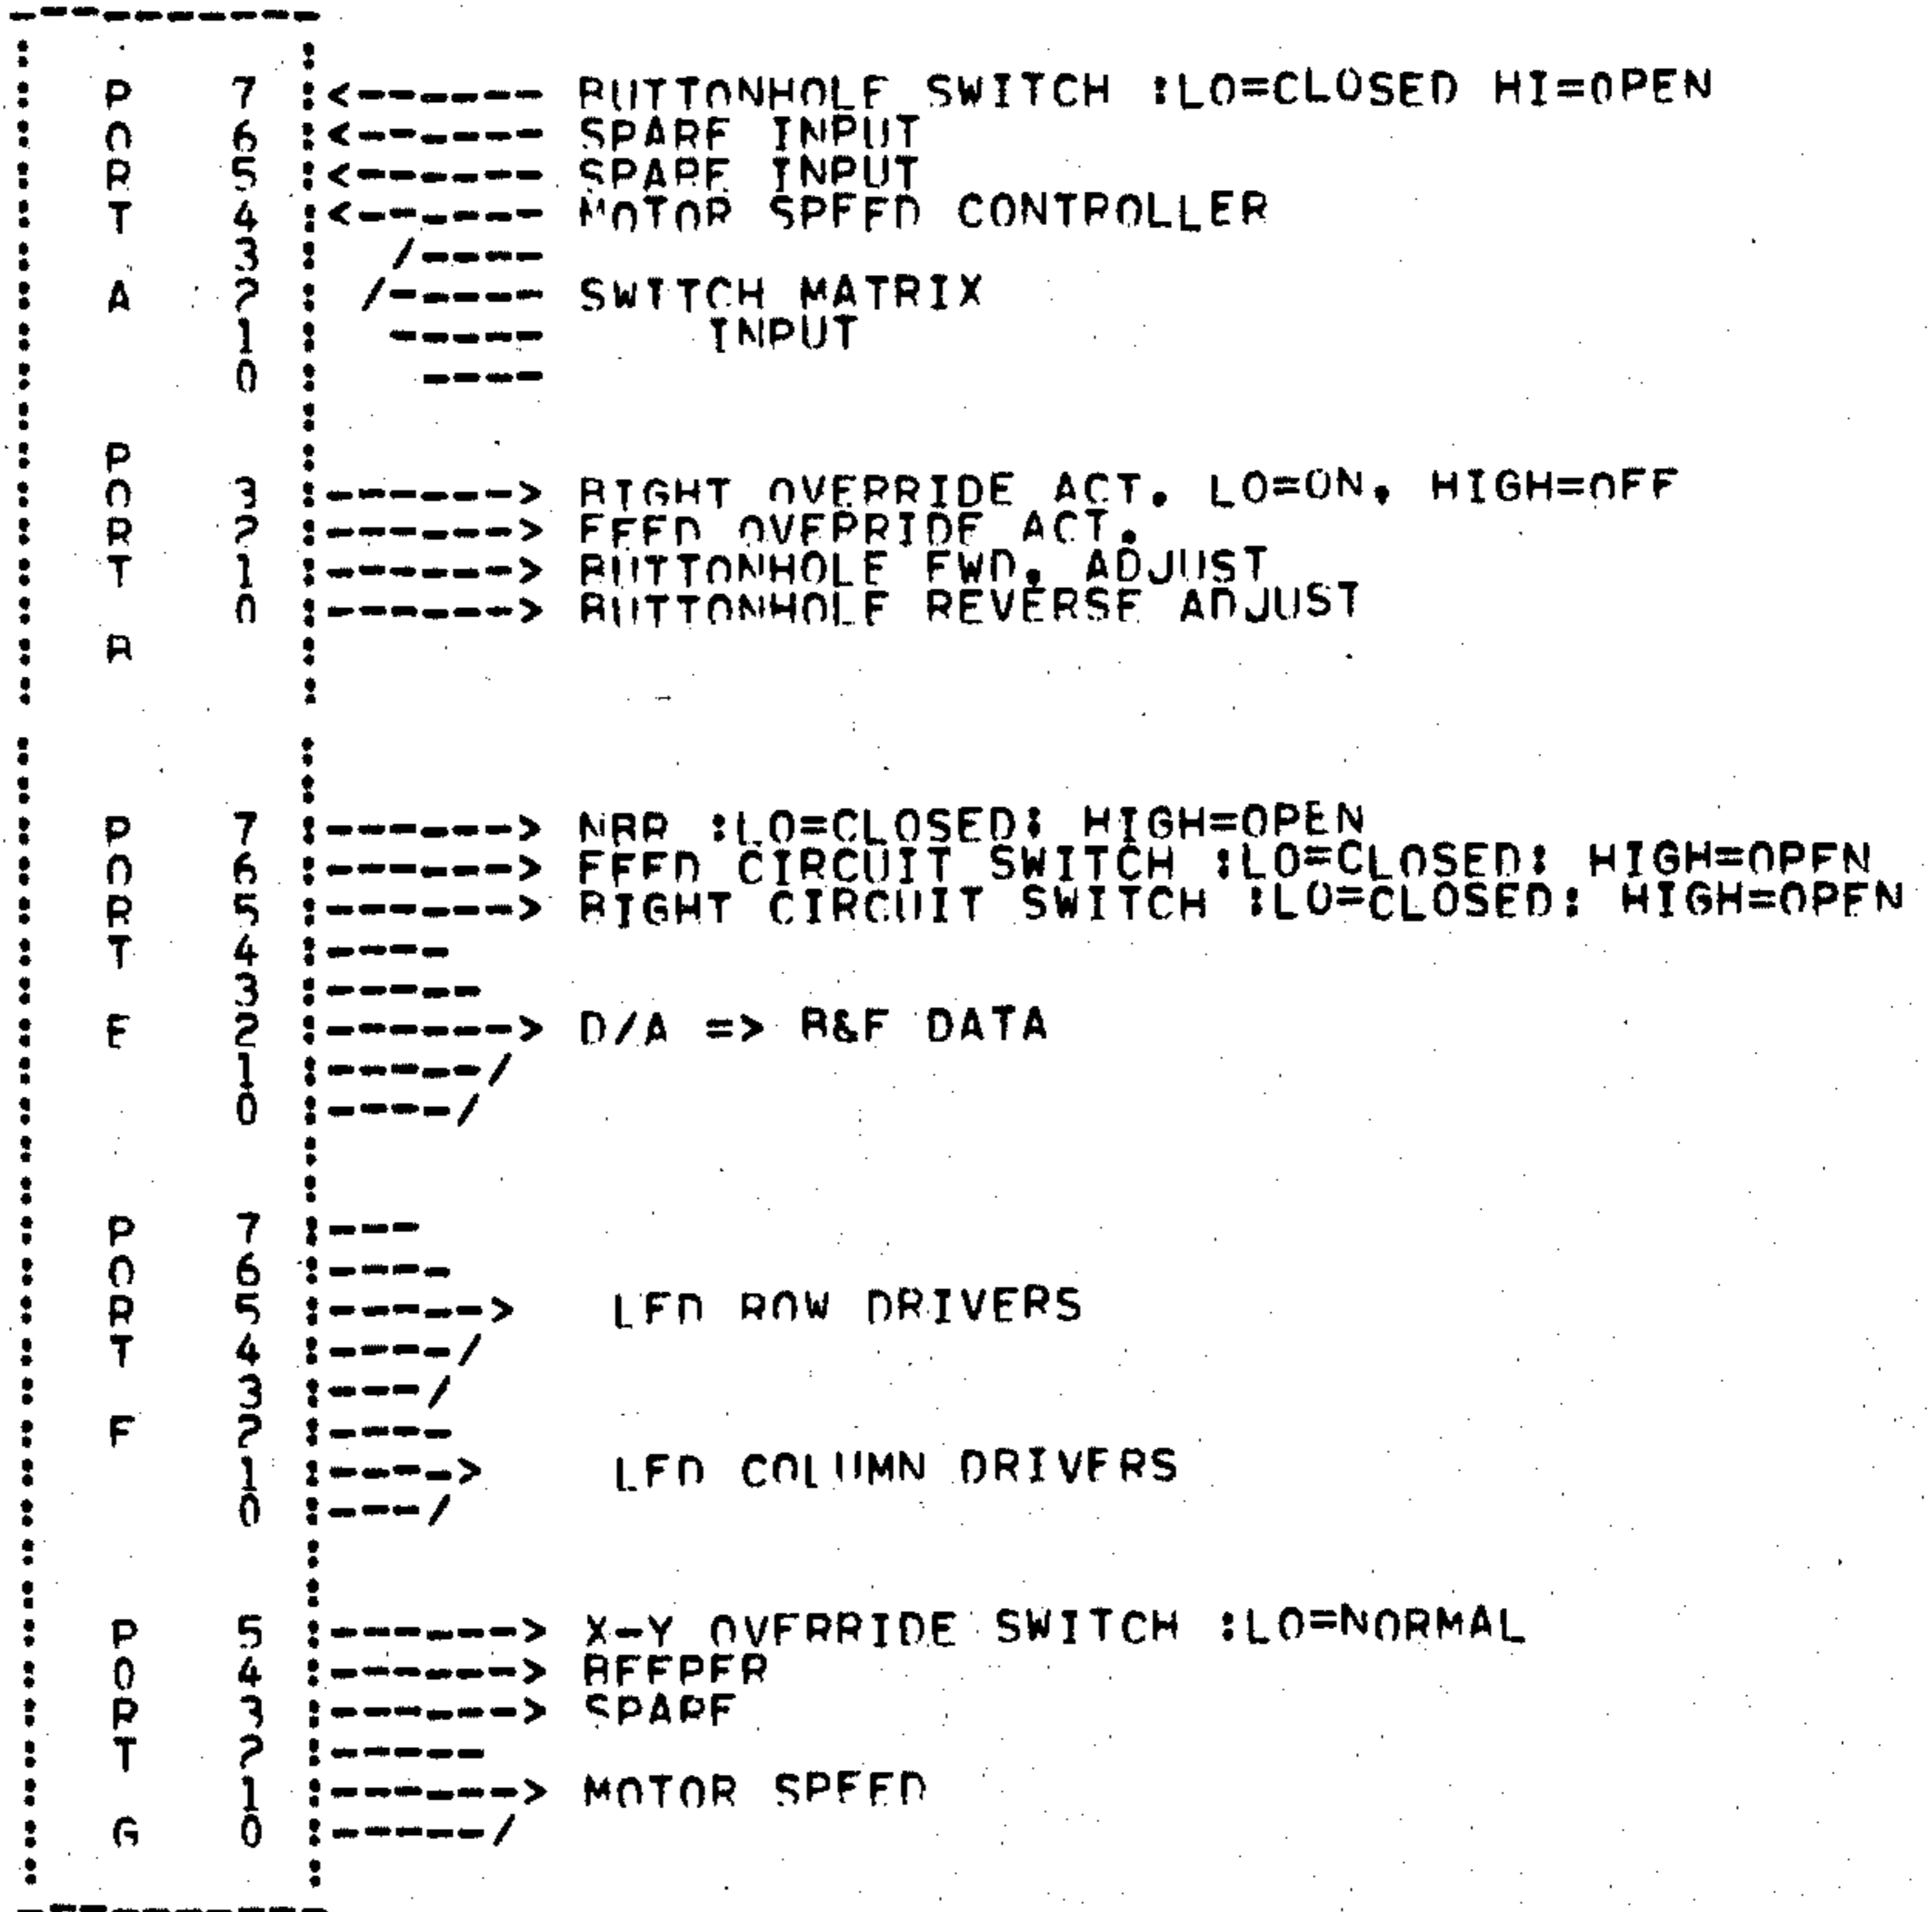 P 7 :<------- BUTTONHOLE SWITCH :LO=CLOSED HI=OPEN
O 6 :<------- SPARE INPUT
R 5 :<------- SPARE INPUT
T 4 :<------- MOTOR SPEED CONTROLLER
3 : /----
A 2 : /----- SWITCH MATRIX
1 : ----- INPUT
0 : ----
P
O 3 :-------> BIGHT OVERRIDE ACT. LO=ON, HIGH=OFF
R 2 :-------> FEED OVERRIDE ACT.
T 1 :-------> BUTTONHOLE FWD. ADJUST
0 :-------> BUTTONHOLE REVERSE ADJUST
B
P 7 :-------> NRR :LO=CLOSED: HIGH=OPEN
O 6 :-------> FEED CIRCUIT SWITCH :LO=CLOSED: HIGH=OPEN
R 5 :-------> BIGHT CIRCUIT SWITCH :LO=CLOSED: HIGH=OPEN
T 4 :----
3 :-----
E 2 :-------> D/A => B&F DATA
1 :-----/
0 :----/
P 7 :---
O 6 :----
R 5 :-----> LED ROW DRIVERS
T 4 :----/
3 :---/
F 2 :----
1 :----> LED COLUMN DRIVERS
0 :---/
P 5 :-------> X-Y OVERRIDE SWITCH :LO=NORMAL
O 4 :-------> BEEPER
R 3 :-------> SPARE
T 2 :-----
1 :-------> MOTOR SPEED
G 0 :-----/